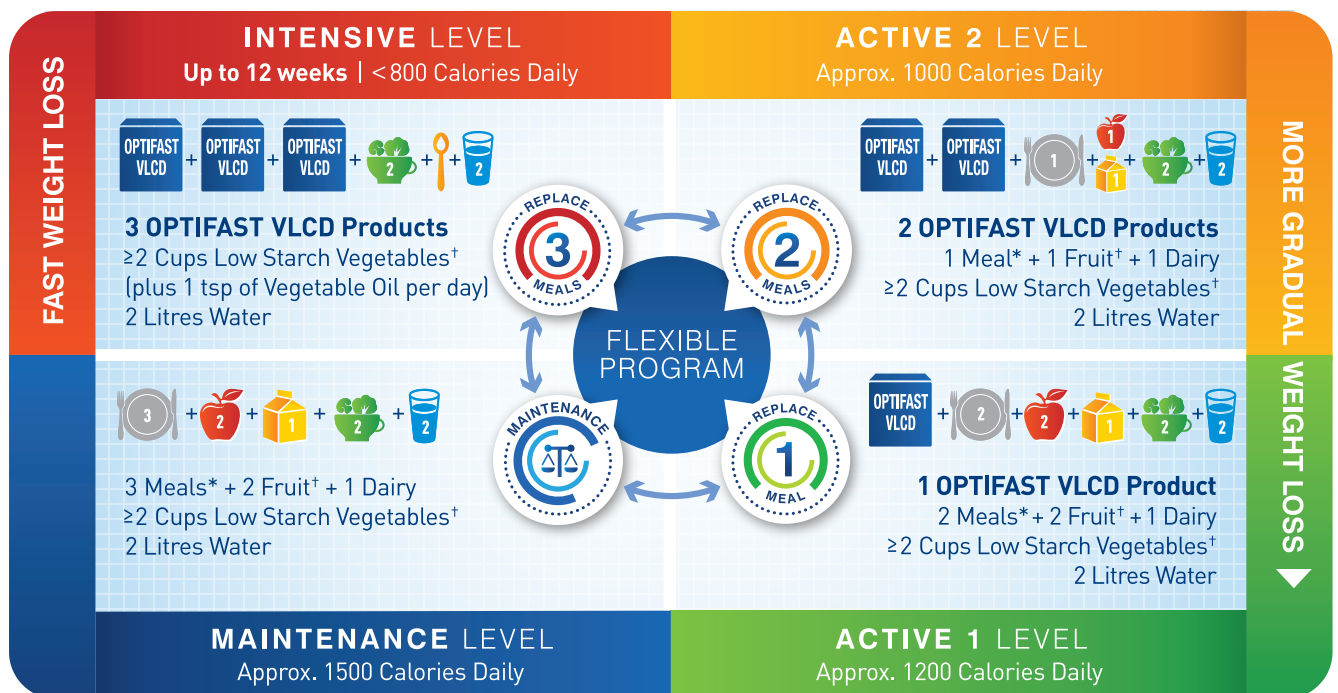 FAST WEIGHT LOSS
INTENSIVE LEVEL
Up to 12 weeks | <800 Calories Daily
OPTIFAST
VLCD
+
OPTIFAST
VLCD
+
OPTIFAST
VLCD
+
2
+
+
2
3 OPTIFAST VLCD Products
≥2 Cups Low Starch Vegetables†
(plus 1 tsp of Vegetable Oil per day)
2 Litres Water
REPLACE
3
MEALS
ACTIVE 2 LEVEL
Approx. 1000 Calories Daily
OPTIFAST
VLCD
+
OPTIFAST
VLCD
+
1
+
1
1
+
2
+
2
2 OPTIFAST VLCD Products
1 Meal* + 1 Fruit† + 1 Dairy
≥2 Cups Low Starch Vegetables†
2 Litres Water
REPLACE
2
MEALS
MORE GRADUAL WEIGHT LOSS
FLEXIBLE
PROGRAM
3
+
2
+
1
+
2
+
2
3 Meals* + 2 Fruit† + 1 Dairy
≥2 Cups Low Starch Vegetables†
2 Litres Water
MAINTENANCE
MAINTENANCE LEVEL
Approx. 1500 Calories Daily
REPLACE
1
MEAL
OPTIFAST
VLCD
+
2
+
2
+
1
+
2
+
2
1 OPTIFAST VLCD Product
2 Meals* + 2 Fruit† + 1 Dairy
≥2 Cups Low Starch Vegetables†
2 Litres Water
ACTIVE 1 LEVEL
Approx. 1200 Calories Daily